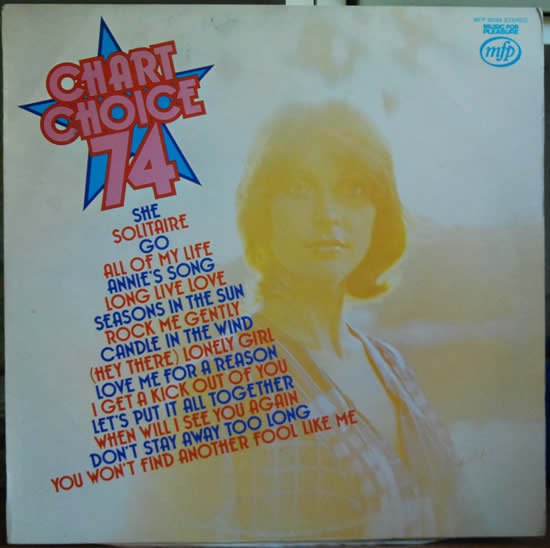 MUSIC FOR
PLEASURE
mfp
CHART
CHOICE
74
SHE
SOLITAIRE
GO
ALL OF MY LIFE
ANNIE'S SONG
LONG LIVE LOVE
SEASONS IN THE SUN
ROCK ME GENTLY
CANDLE IN THE WIND
(HEY THERE) LONELY GIRL
LOVE ME FOR A REASON
I GET A KICK OUT OF YOU
LET'S PUT IT ALL TOGETHER
WHEN WILL I SEE YOU AGAIN
DON'T STAY AWAY TOO LONG
YOU WON'T FIND ANOTHER FOOL LIKE ME